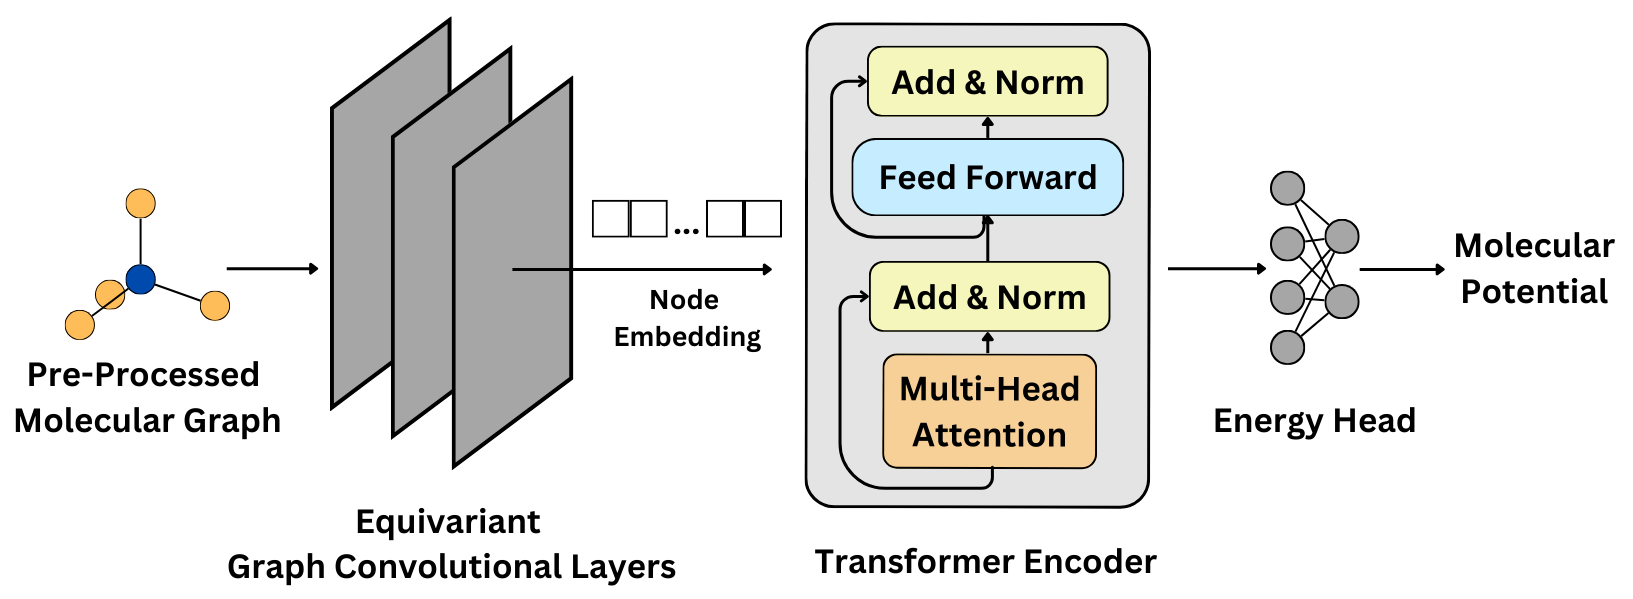 Pre-Processed
Molecular Graph
Equivariant
Graph Convolutional Layers
...
Node
Embedding
Add & Norm
Feed Forward
Add & Norm
Multi-Head
Attention
Transformer Encoder
Energy Head
Molecular
Potential